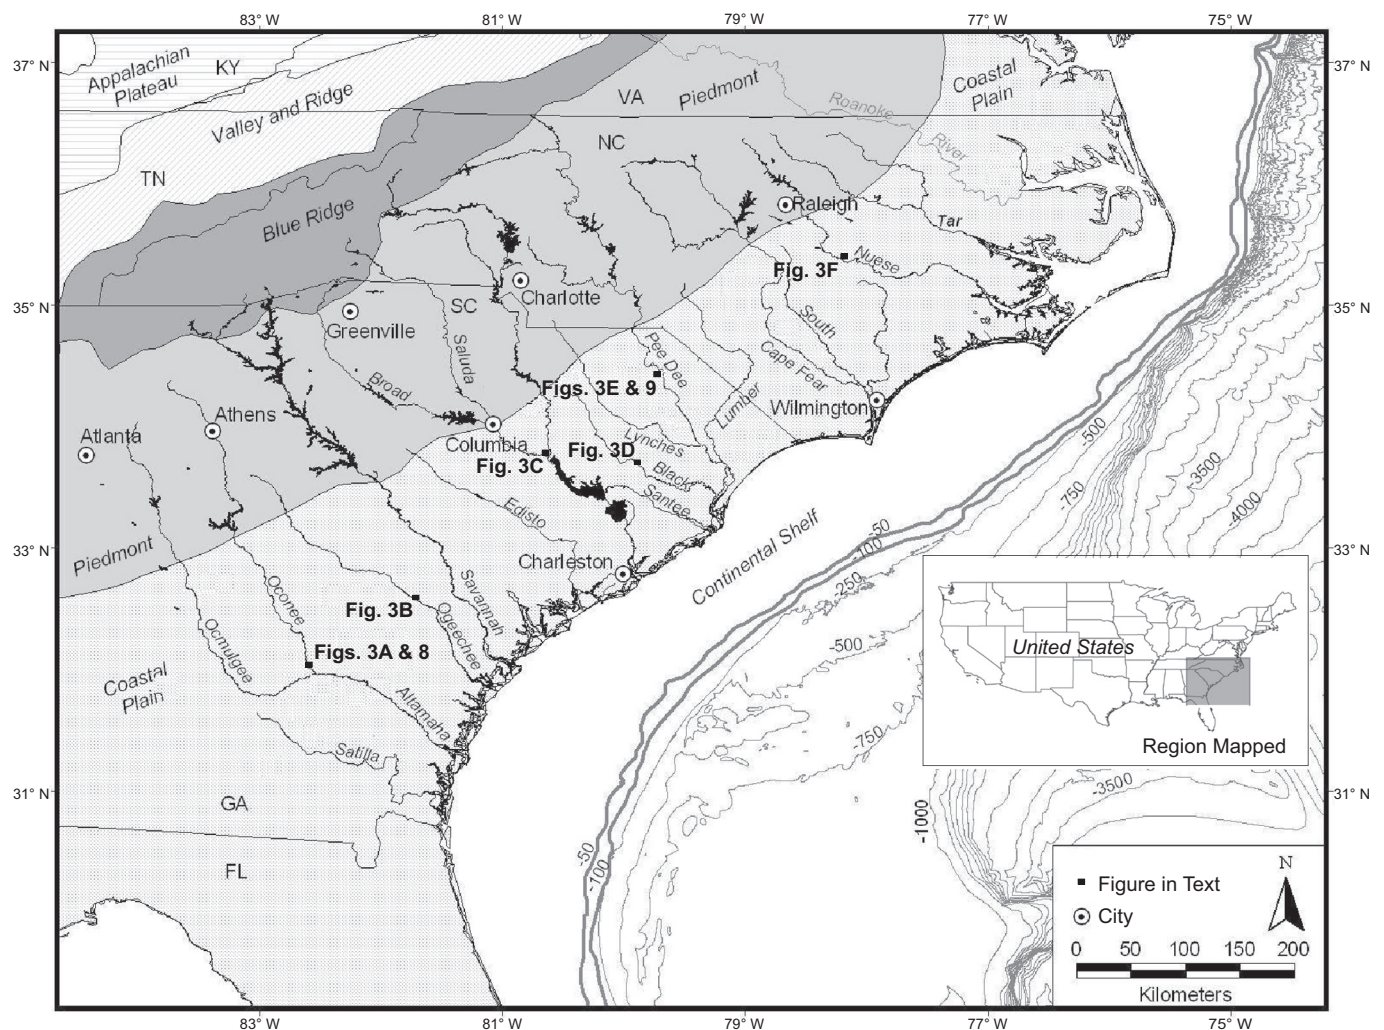 83° W
81° W
79° W
77° W
75° W
37° N
35° N
33° N
31° N
37° N
35° N
33° N
31° N
Appalachian
Plateau
KY
Valley and Ridge
VA
Piedmont
Coastal
Plain
Roanoke
River
NC
TN
Blue Ridge
Raleigh
Tar
Nuese
Fig. 3F
Charlotte
SC
Greenville
Saluda
Broad
South
Cape Fear
Pee Dee
Lumber
Figs. 3E & 9
Wilmington
Athens
Atlanta
Columbia
Fig. 3C
Fig. 3D
Lynches
Black
Santee
Edisto
Piedmont
Charleston
Continental Shelf
Oconee
Ocmulgee
Fig. 3B
Savannah
Ogeechee
Figs. 3A & 8
Coastal
Plain
Altamaha
Satilla
GA
FL
-500
-750
-3500
-4000
-50
-100
-250
-500
-750
-50
-100
-1000
-3500
United States
Region Mapped
N
Figure in Text
City
0 50 100 150 200
Kilometers
83° W
81° W
79° W
77° W
75° W